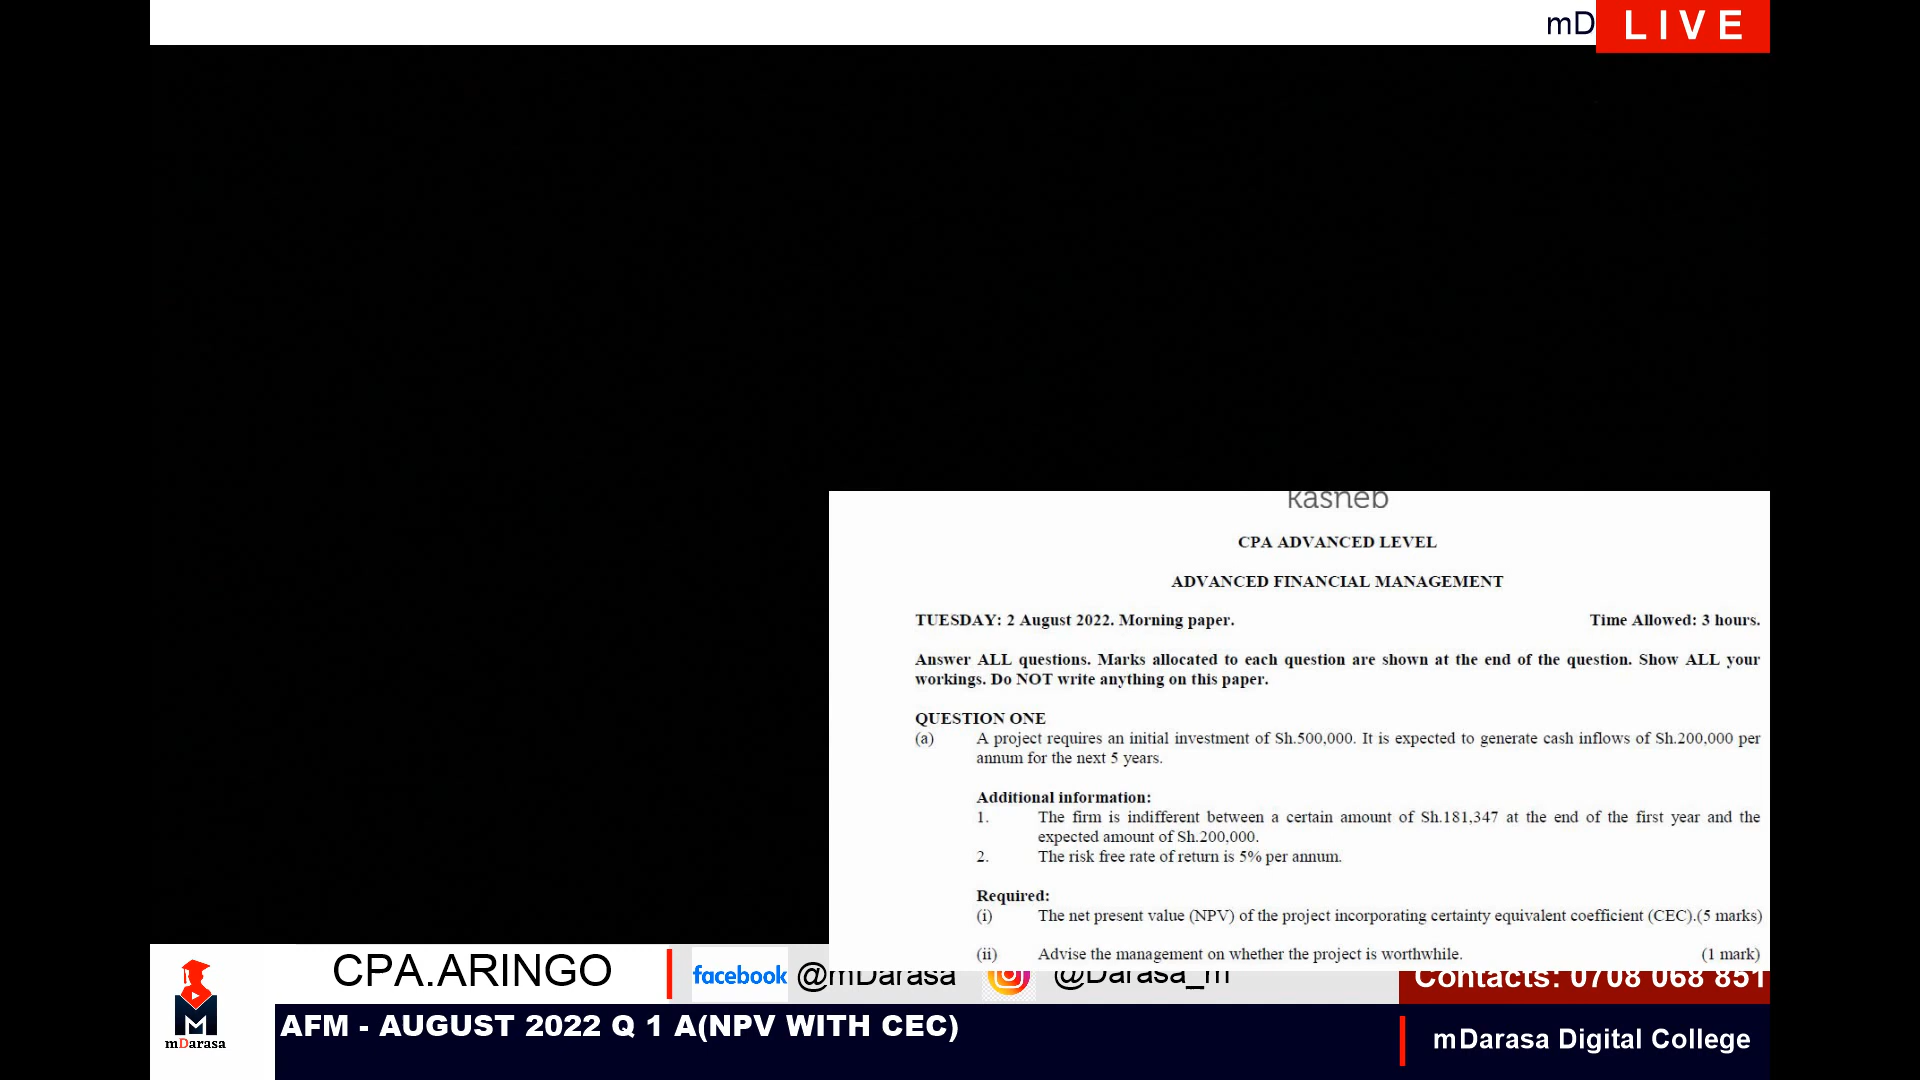 mD
LIVE
kasneb
CPA ADVANCED LEVEL
ADVANCED FINANCIAL MANAGEMENT
TUESDAY: 2 August 2022. Morning paper. Time Allowed: 3 hours.
Answer ALL questions. Marks allocated to each question are shown at the end of the question. Show ALL your
workings. Do NOT write anything on this paper.
QUESTION ONE
(a) A project requires an initial investment of Sh.500,000. It is expected to generate cash inflows of Sh.200,000 per
annum for the next 5 years.
Additional information:
1. The firm is indifferent between a certain amount of Sh.181,347 at the end of the first year and the
expected amount of Sh.200,000.
2. The risk free rate of return is 5% per annum.
Required:
(i) The net present value (NPV) of the project incorporating certainty equivalent coefficient (CEC).(5 marks)
(ii) Advise the management on whether the project is worthwhile. (1 mark)
CPA.ARINGO facebook @mDarasa @Darasa_m Contacts: 0708 068 851
mDarasa
AFM - AUGUST 2022 Q 1 A(NPV WITH CEC)
mDarasa Digital College